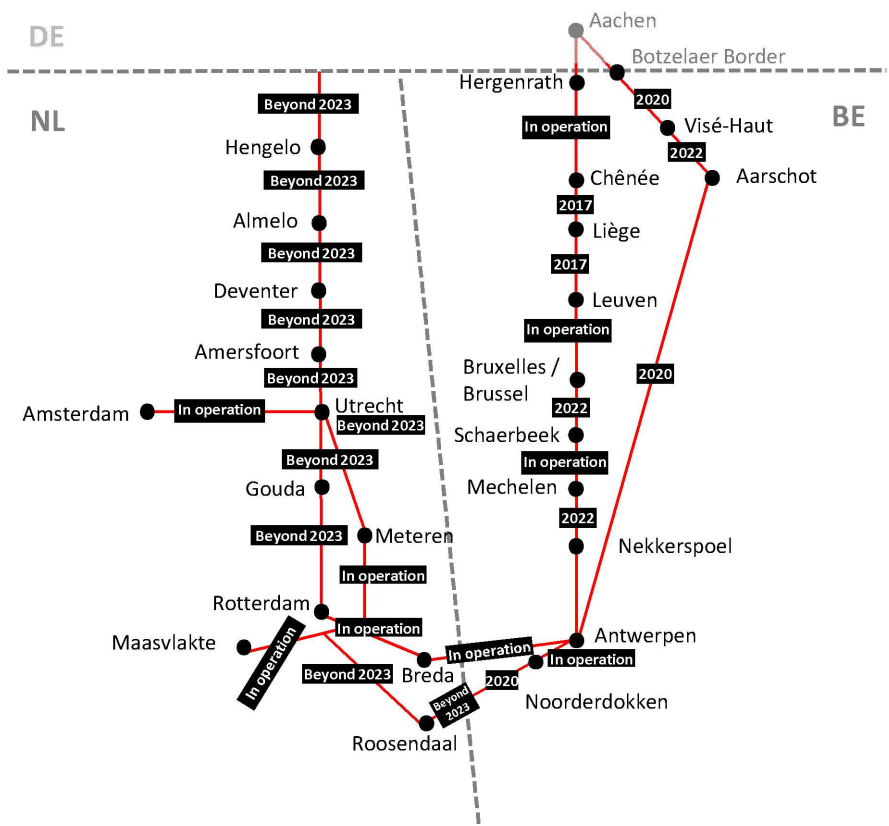 Aachen
DE
Botzelaer Border
Hergenrath
Beyond 2023
2020
NL
In operation
Visé-Haut
BE
Hengelo
2022
Beyond 2023
Chênée
Aarschot
2017
Almelo
Liège
Beyond 2023
2017
Deventer
Leuven
Beyond 2023
In operation
Amersfoort
Bruxelles /
Brussel
Beyond 2023
2020
Amsterdam
In operation
Utrecht
2022
Beyond 2023
Schaerbeek
Beyond 2023
In operation
Gouda
Mechelen
2022
Beyond 2023
Meteren
Nekkerspoel
In operation
Rotterdam
In operation
Maasvlakte
Antwerpen
In operation
In operation
In operation
Beyond 2023
Breda
2020
Beyond
2023
Noorderdokken
Roosendaal